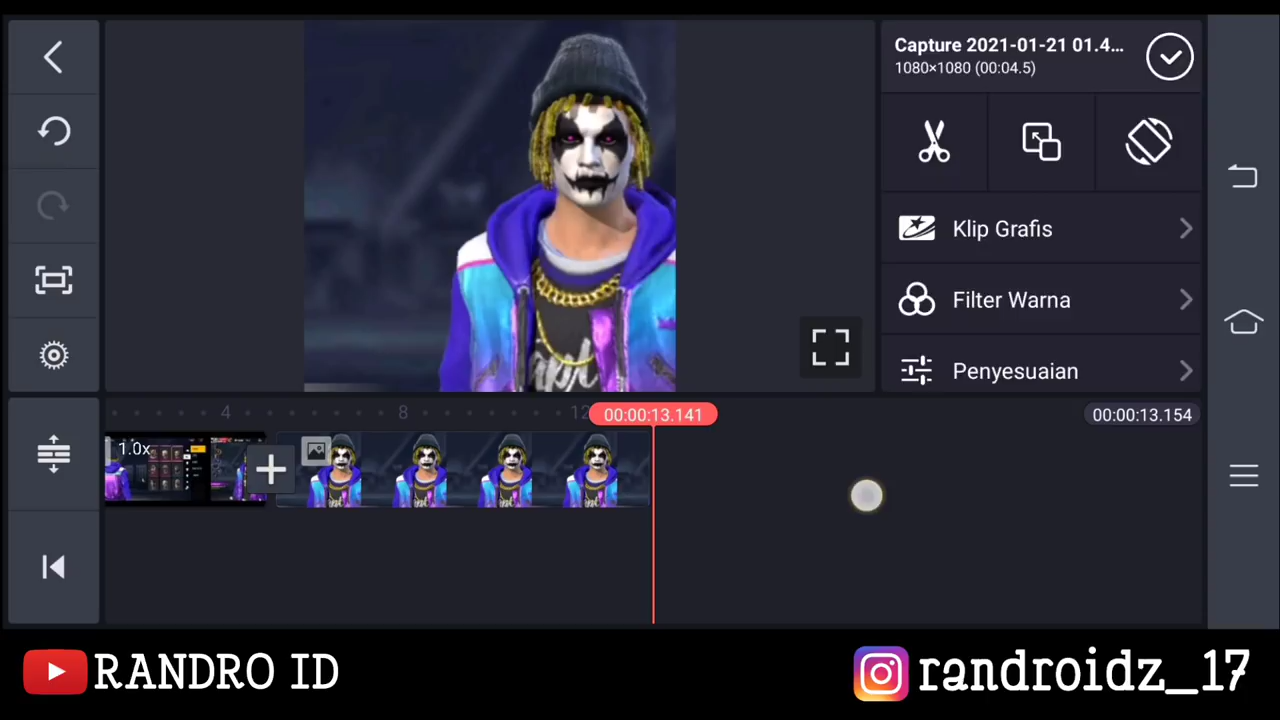 Capture 2021-01-21 01.4...
1080×1080 (00:04.5)
Klip Grafis
Filter Warna
Penyesuaian
4
8
12
00:00:13.141
00:00:13.154
1.0x
RANDRO ID
randroidz_17